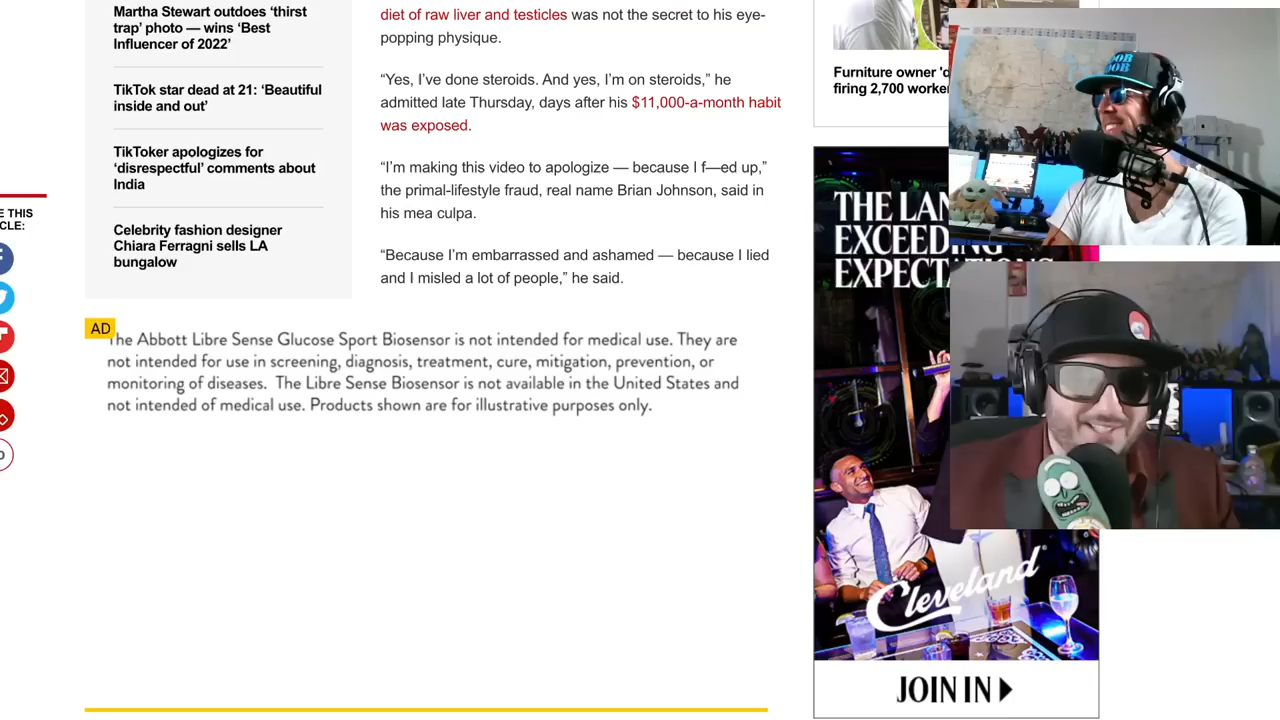 Martha Stewart outdoes ‘thirst
trap’ photo — wins ‘Best
Influencer of 2022’
TikTok star dead at 21: ‘Beautiful
inside and out’
TikToker apologizes for
‘disrespectful’ comments about
India
Celebrity fashion designer
Chiara Ferragni sells LA
bungalow
E THIS
CLE:
diet of raw liver and testicles was not the secret to his eye-
popping physique.
“Yes, I’ve done steroids. And yes, I’m on steroids,” he
admitted late Thursday, days after his $11,000-a-month habit
was exposed.
“I’m making this video to apologize — because I f—ed up,”
the primal-lifestyle fraud, real name Brian Johnson, said in
his mea culpa.
“Because I’m embarrassed and ashamed — because I lied
and I misled a lot of people,” he said.
AD
The Abbott Libre Sense Glucose Sport Biosensor is not intended for medical use. They are
not intended for use in screening, diagnosis, treatment, cure, mitigation, prevention, or
monitoring of diseases. The Libre Sense Biosensor is not available in the United States and
not intended of medical use. Products shown are for illustrative purposes only.
Furniture owner 'd
firing 2,700 worke
THE LAN
EXCEEDING
EXPECTATIONS
Cleveland
JOIN IN